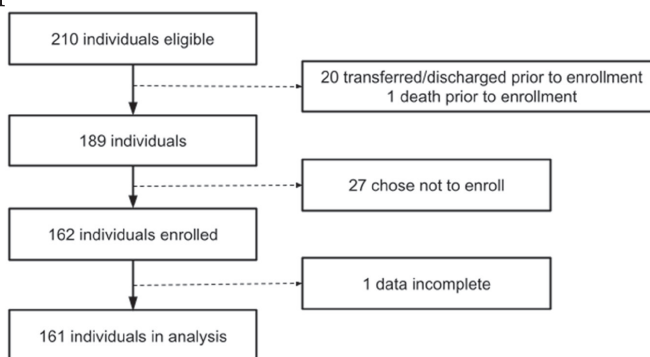 210 individuals eligible
20 transferred/discharged prior to enrollment
1 death prior to enrollment
189 individuals
27 chose not to enroll
162 individuals enrolled
1 data incomplete
161 individuals in analysis